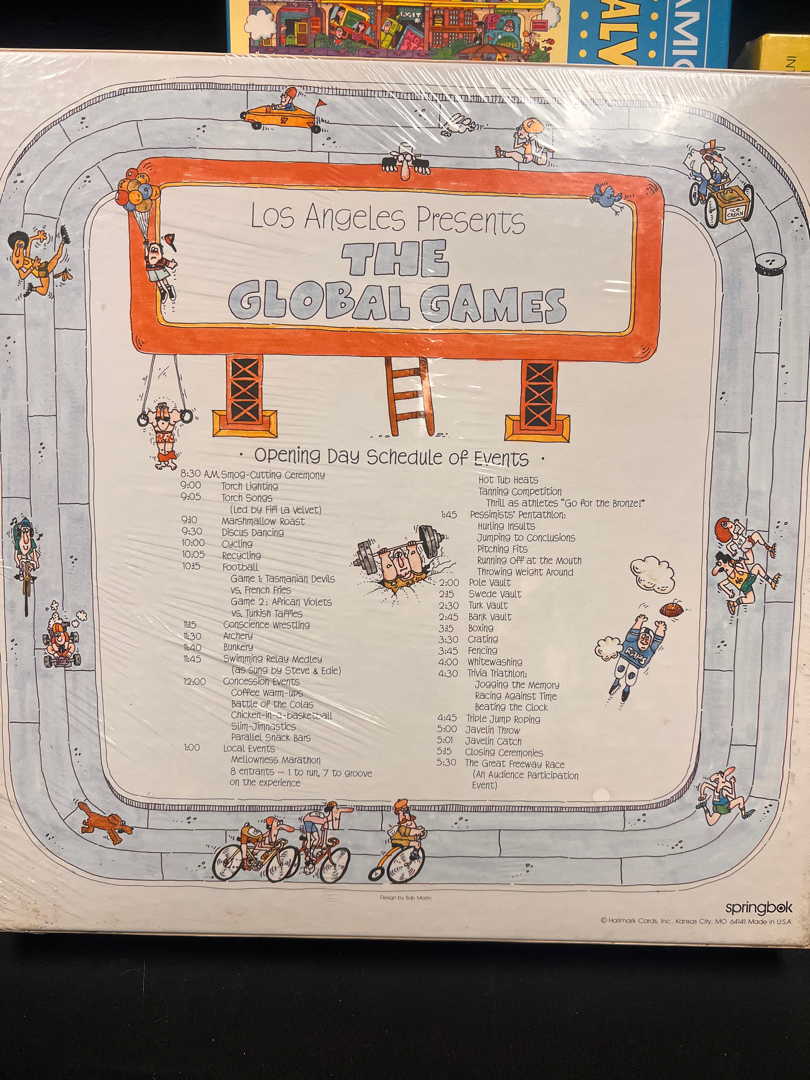 AMIC
ALV
INT
ICE
CREAM
Los Angeles Presents
THE
GLOBAL GAMES
· Opening Day Schedule of Events ·
8:30 A.M. Smog-Cutting Ceremony
9:00 Torch Lighting
9:05 Torch Songs
(Led by Fifi La Velvet)
9:10 Marshmallow Roast
9:30 Discus Dancing
10:00 Cycling
10:05 Recycling
10:15 Football
Game 1: Tasmanian Devils
vs. French Fries
Game 2: African Violets
vs. Turkish Taffies
11:15 Conscience Wrestling
11:30 Archery
11:40 Bunkery
11:45 Swimming Relay Medley
(as sung by Steve & Edie)
12:00 Concession Events
Coffee Warm-ups
Battle of the Colas
Chicken-in-a-basketball
Slim-Jimnastics
Parallel Snack Bars
1:00 Local Events
Mellowness Marathon
8 entrants — 1 to run, 7 to groove
on the experience
Hot Tub Heats
Tanning Competition
Thrill as athletes "Go for the Bronze!"
1:45 Pessimists' Pentathlon:
Hurling Insults
Jumping to Conclusions
Pitching Fits
Running Off at the Mouth
Throwing Weight Around
2:00 Pole Vault
2:15 Swede Vault
2:30 Turk Vault
2:45 Bank Vault
3:15 Boxing
3:30 Crating
3:45 Fencing
4:00 Whitewashing
4:30 Trivia Triathlon:
Jogging the Memory
Racing Against Time
Beating the Clock
4:45 Triple Jump Roping
5:00 Javelin Throw
5:01 Javelin Catch
5:15 Closing Ceremonies
5:30 The Great Freeway Race
(An Audience Participation
Event)
Design by Bob Martin
springbok
© Hallmark Cards, Inc., Kansas City, MO 64141 Made in U.S.A.